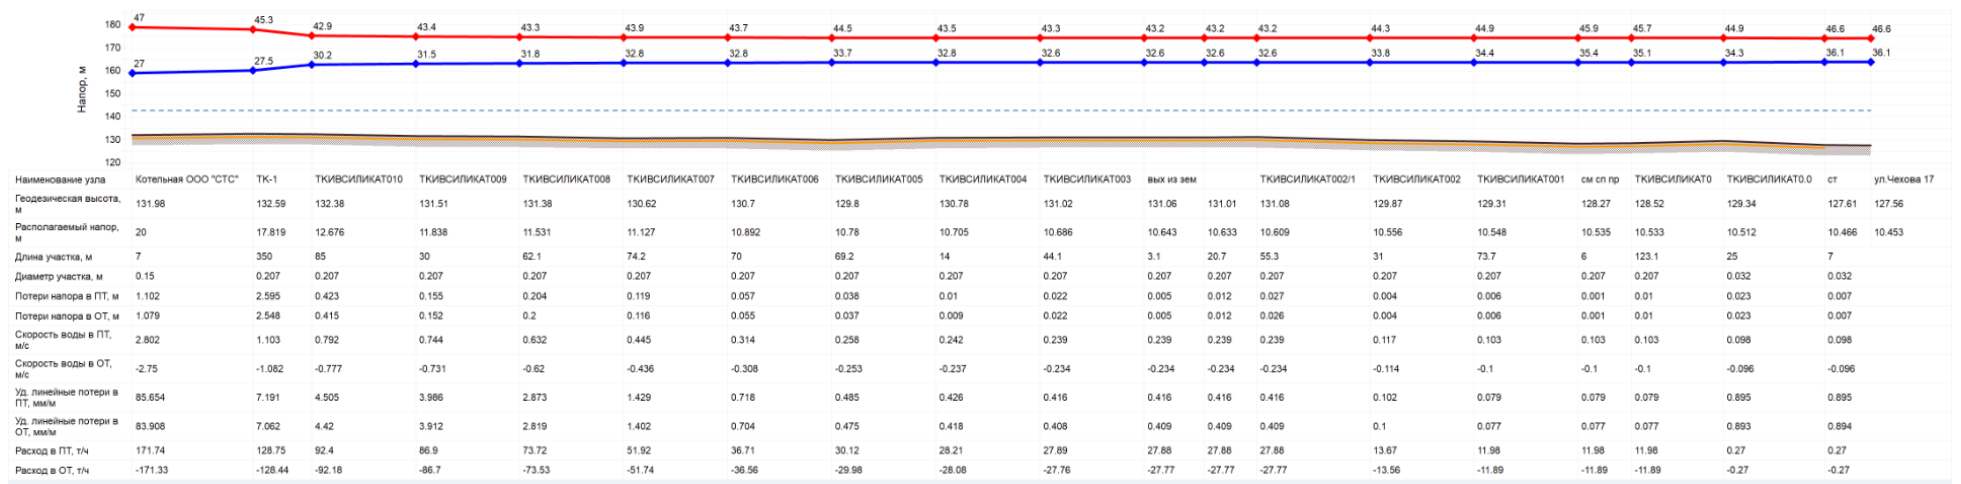 47 45.3 42.9 43.4 43.3 43.9 43.7 44.5 43.5 43.3 43.2 43.2 43.2 44.3 44.9 45.9 45.7 44.9 46.6 46.6
27 27.5 30.2 31.5 31.8 32.8 32.8 33.7 32.8 32.6 32.6 32.6 32.6 33.8 34.4 35.4 35.1 34.3 36.1 36.1
Напор, м
180
170
160
150
140
130
120
Наименование узла Котельная ООО "СТС" ТК-1 ТКИВСИЛИКАТ010 ТКИВСИЛИКАТ009 ТКИВСИЛИКАТ008 ТКИВСИЛИКАТ007 ТКИВСИЛИКАТ006 ТКИВСИЛИКАТ005 ТКИВСИЛИКАТ004 ТКИВСИЛИКАТ003 вых из зем ТКИВСИЛИКАТ002/1 ТКИВСИЛИКАТ002 ТКИВСИЛИКАТ001 см сп пр ТКИВСИЛИКАТ0 ТКИВСИЛИКАТ0.0 ст ул.Чехова 17
Геодезическая высота,
м
131.98 132.59 132.38 131.51 131.38 130.62 130.7 129.8 130.78 131.02 131.06 131.01 131.08 129.87 129.31 128.27 128.52 129.34 127.61 127.56
Располагаемый напор,
м
20 17.819 12.676 11.838 11.531 11.127 10.892 10.78 10.705 10.686 10.643 10.633 10.609 10.556 10.548 10.535 10.533 10.512 10.466 10.453
Длина участка, м 7 350 85 30 62.1 74.2 70 69.2 14 44.1 3.1 20.7 55.3 31 73.7 6 123.1 25 7
Диаметр участка, м 0.15 0.207 0.207 0.207 0.207 0.207 0.207 0.207 0.207 0.207 0.207 0.207 0.207 0.207 0.207 0.207 0.207 0.032 0.032
Потери напора в ПТ, м 1.102 2.595 0.423 0.155 0.204 0.119 0.057 0.038 0.01 0.022 0.005 0.012 0.027 0.004 0.006 0.001 0.01 0.023 0.007
Потери напора в ОТ, м 1.079 2.548 0.415 0.152 0.2 0.116 0.055 0.037 0.009 0.022 0.005 0.012 0.026 0.004 0.006 0.001 0.01 0.023 0.007
Скорость воды в ПТ,
м/с
2.802 1.103 0.792 0.744 0.632 0.445 0.314 0.258 0.242 0.239 0.239 0.239 0.239 0.117 0.103 0.103 0.103 0.098 0.098
Скорость воды в ОТ,
м/с
-2.75 -1.082 -0.777 -0.731 -0.62 -0.436 -0.308 -0.253 -0.237 -0.234 -0.234 -0.234 -0.234 -0.114 -0.1 -0.1 -0.1 -0.096 -0.096
Уд. линейные потери в
ПТ, мм/м
85.654 7.191 4.505 3.986 2.873 1.429 0.718 0.485 0.426 0.416 0.416 0.416 0.416 0.102 0.079 0.079 0.079 0.895 0.895
Уд. линейные потери в
ОТ, мм/м
83.908 7.062 4.42 3.912 2.819 1.402 0.704 0.475 0.418 0.408 0.409 0.409 0.409 0.1 0.077 0.077 0.077 0.893 0.894
Расход в ПТ, т/ч 171.74 128.75 92.4 86.9 73.72 51.92 36.71 30.12 28.21 27.89 27.88 27.88 27.88 13.67 11.98 11.98 11.98 0.27 0.27
Расход в ОТ, т/ч -171.33 -128.44 -92.18 -86.7 -73.53 -51.74 -36.56 -29.98 -28.08 -27.76 -27.77 -27.77 -27.77 -13.56 -11.89 -11.89 -11.89 -0.27 -0.27